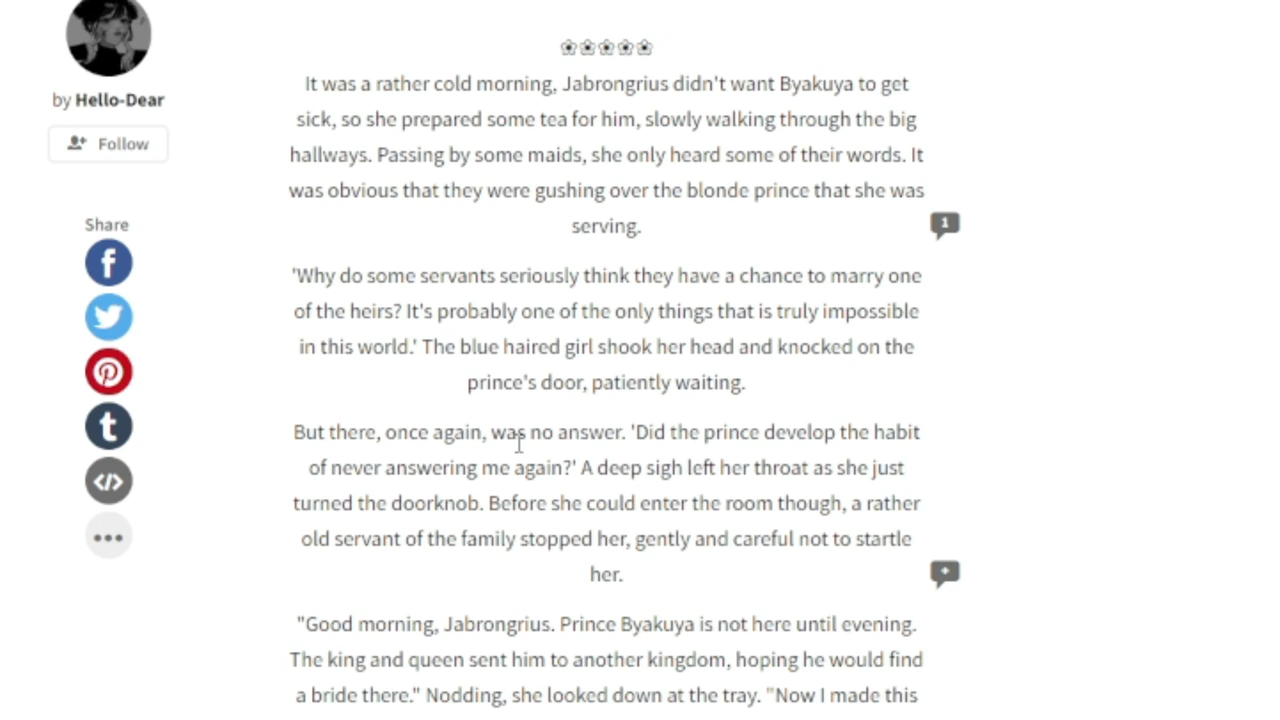 ❀❀❀❀❀
by Hello-Dear
Follow
Share
It was a rather cold morning, Jabrongrius didn't want Byakuya to get
sick, so she prepared some tea for him, slowly walking through the big
hallways. Passing by some maids, she only heard some of their words. It
was obvious that they were gushing over the blonde prince that she was
serving.
1
'Why do some servants seriously think they have a chance to marry one
of the heirs? It's probably one of the only things that is truly impossible
in this world.' The blue haired girl shook her head and knocked on the
prince's door, patiently waiting.
But there, once again, was no answer. 'Did the prince develop the habit
of never answering me again?' A deep sigh left her throat as she just
turned the doorknob. Before she could enter the room though, a rather
old servant of the family stopped her, gently and careful not to startle
her.
+
"Good morning, Jabrongrius. Prince Byakuya is not here until evening.
The king and queen sent him to another kingdom, hoping he would find
a bride there." Nodding, she looked down at the tray. "Now I made this